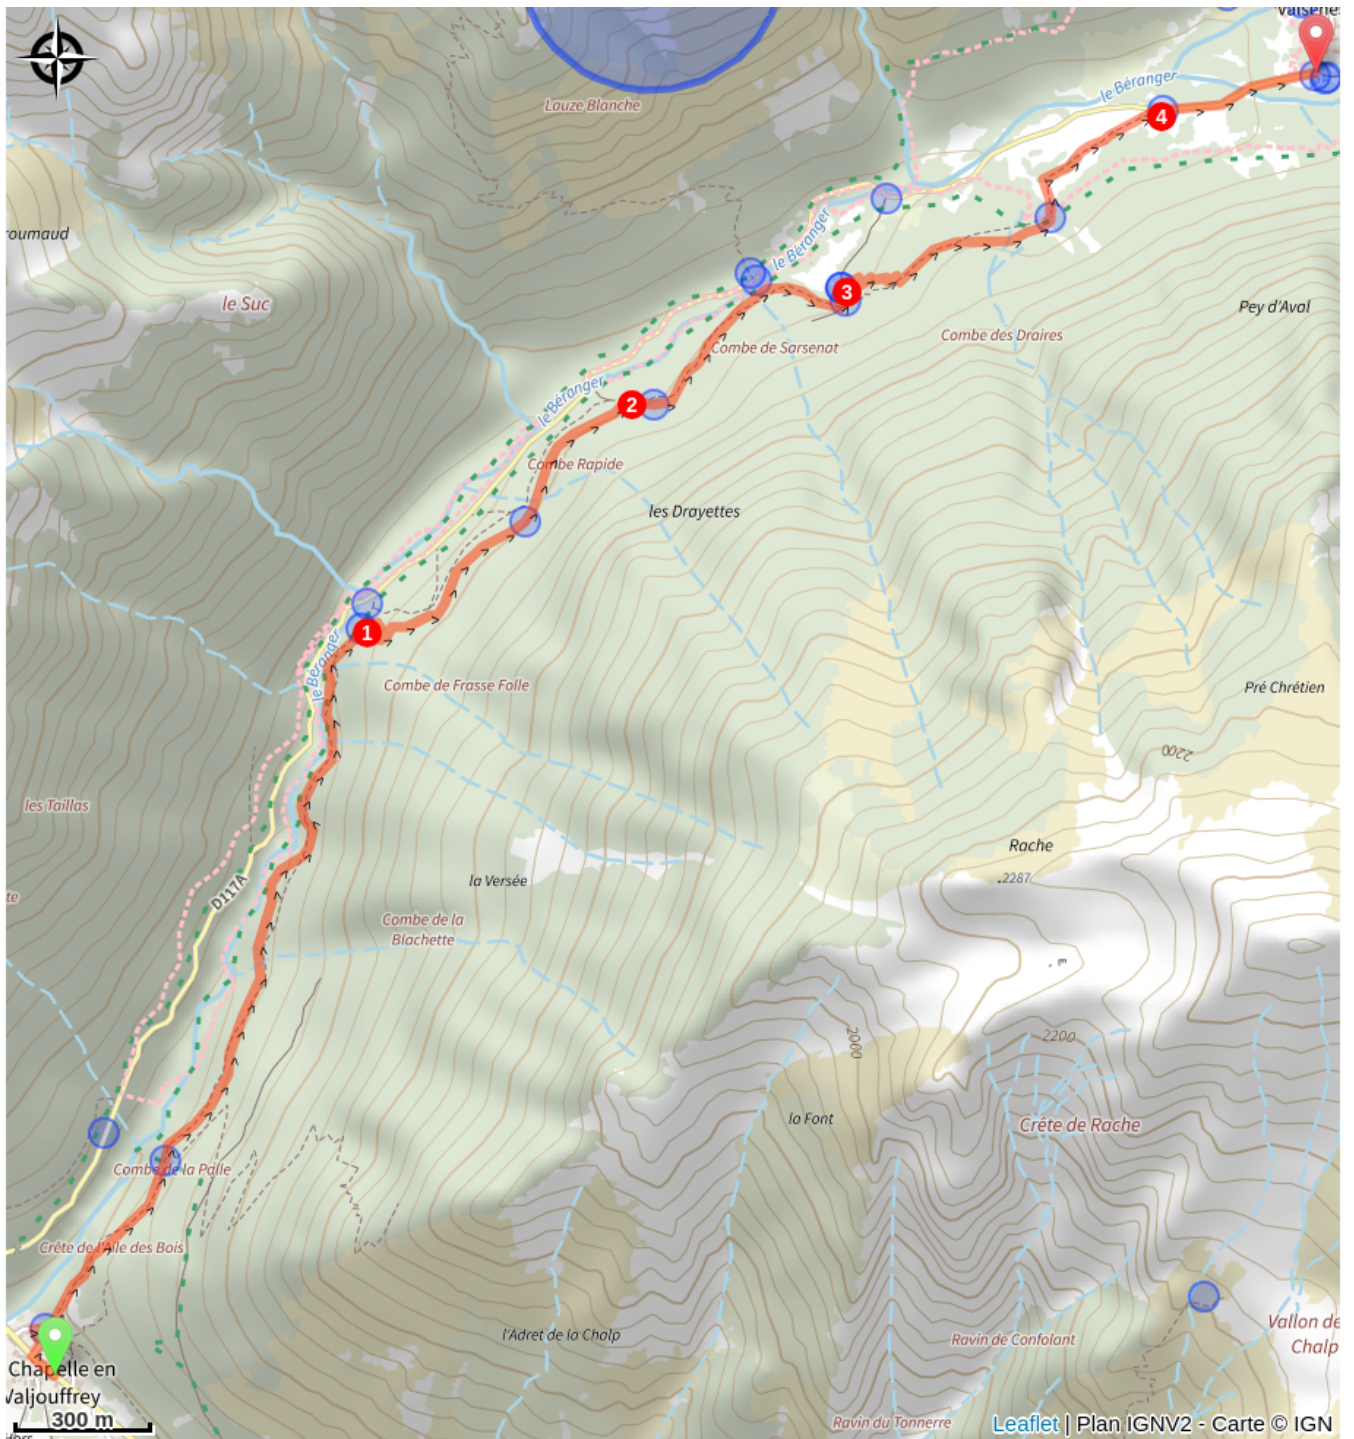 Valsene
le Béranger
Lauze Blanche
4
roumaud
le Béranger
le Suc
3
Pey d'Aval
Combe des Draires
Combe de Sarsenat
le Béranger
2
Combe Rapide
les Drayettes
1
le Béranger
Combe de Frasse Folle
Pré Chrétien
2200
les Taillas
Rache
2287
la Versée
D117A
te
Combe de la
Blachette
2000
2200
la Font
Crête de Rache
Combe de la Palle
Crête de l'Alle des Bois
l'Adret de la Chalp
Ravin de Confolant
Vallon de
Chalp
Chapelle en
Valjouffrey
300 m
Ravin du Tonnerre
Leaflet | Plan IGNV2 - Carte © IGN